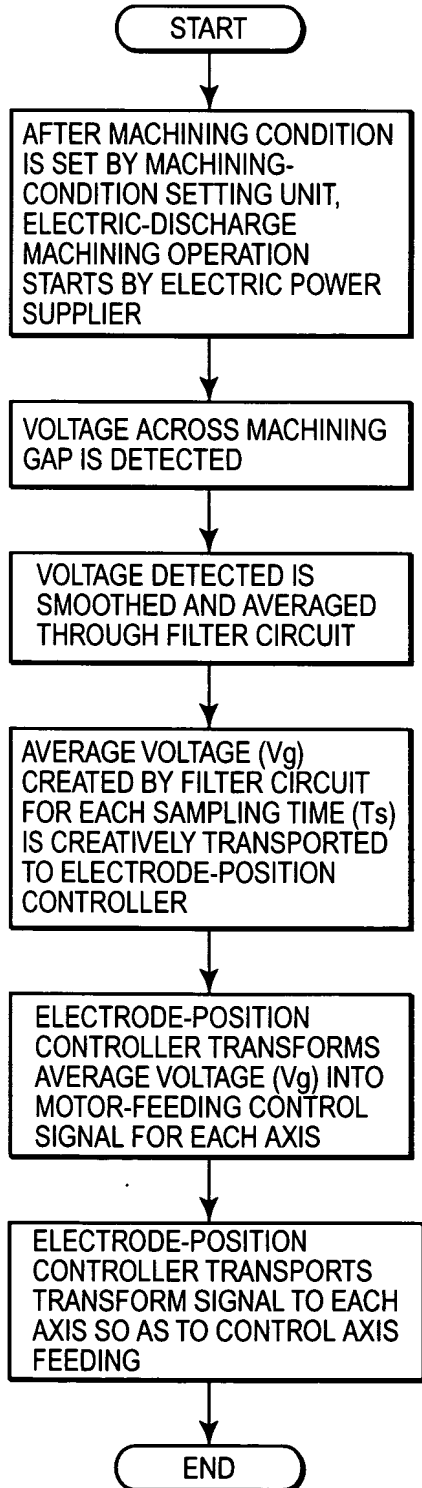 START
AFTER MACHINING CONDITION
IS SET BY MACHINING-
CONDITION SETTING UNIT,
ELECTRIC-DISCHARGE
MACHINING OPERATION
STARTS BY ELECTRIC POWER
SUPPLIER
VOLTAGE ACROSS MACHINING
GAP IS DETECTED
VOLTAGE DETECTED IS
SMOOTHED AND AVERAGED
THROUGH FILTER CIRCUIT
AVERAGE VOLTAGE (Vg)
CREATED BY FILTER CIRCUIT
FOR EACH SAMPLING TIME (Ts)
IS CREATIVELY TRANSPORTED
TO ELECTRODE-POSITION
CONTROLLER
ELECTRODE-POSITION
CONTROLLER TRANSFORMS
AVERAGE VOLTAGE (Vg) INTO
MOTOR-FEEDING CONTROL
SIGNAL FOR EACH AXIS
ELECTRODE-POSITION
CONTROLLER TRANSPORTS
TRANSFORM SIGNAL TO EACH
AXIS SO AS TO CONTROL AXIS
FEEDING
END